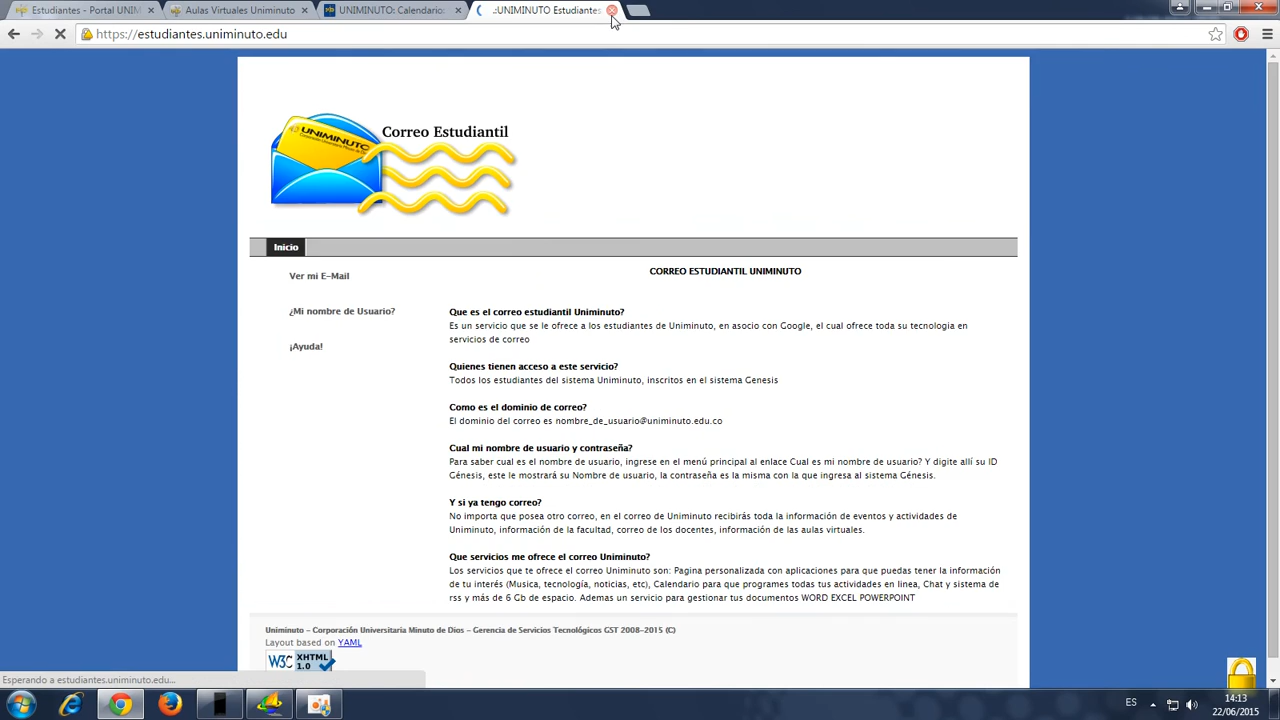 Estudiantes - Portal UNIM
Aulas Virtuales Uniminuto
UNIMINUTO: Calendario:
.:UNIMINUTO Estudiantes
https://estudiantes.uniminuto.edu
UNIMINUTO
Correo Estudiantil
Inicio
Ver mi E-Mail
¿Mi nombre de Usuario?
¡Ayuda!
CORREO ESTUDIANTIL UNIMINUTO
Que es el correo estudiantil Uniminuto?
Es un servicio que se le ofrece a los estudiantes de Uniminuto, en asocio con Google, el cual ofrece toda su tecnologia en
servicios de correo
Quienes tienen acceso a este servicio?
Todos los estudiantes del sistema Uniminuto, inscritos en el sistema Genesis
Como es el dominio de correo?
El dominio del correo es nombre_de_usuario@uniminuto.edu.co
Cual mi nombre de usuario y contraseña?
Para saber cual es el nombre de usuario, ingrese en el menú principal al enlace Cual es mi nombre de usuario? Y digite allí su ID
Génesis, este le mostrará su Nombre de usuario, la contraseña es la misma con la que ingresa al sistema Génesis.
Y si ya tengo correo?
No importa que posea otro correo, en el correo de Uniminuto recibirás toda la información de eventos y actividades de
Uniminuto, información de la facultad, correo de los docentes, información de las aulas virtuales.
Que servicios me ofrece el correo Uniminuto?
Los servicios que te ofrece el correo Uniminuto son: Pagina personalizada con aplicaciones para que puedas tener la información
de tu interés (Musica, tecnología, noticias, etc), Calendario para que programes todas tus actividades en linea, Chat y sistema de
rss y más de 6 Gb de espacio. Ademas un servicio para gestionar tus documentos WORD EXCEL POWERPOINT
Uniminuto – Corporación Universitaria Minuto de Dios – Gerencia de Servicios Tecnológicos GST 2008–2015 (C)
Layout based on YAML
W3C XHTML 1.0
Esperando a estudiantes.uniminuto.edu...
ES
14:13
22/06/2015